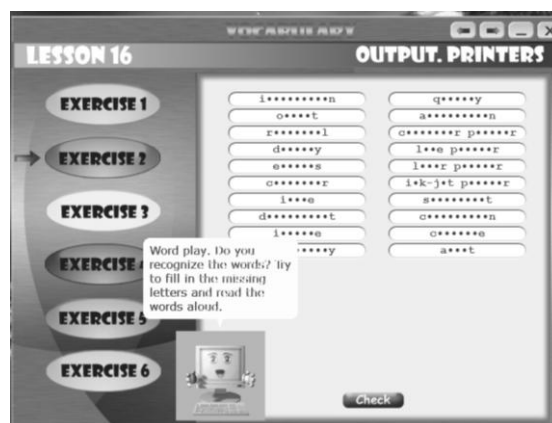 VOCABULARY
LESSON 16
OUTPUT. PRINTERS
EXERCISE 1
EXERCISE 2
EXERCISE 3
EXERCISE
EXERCISE 5
EXERCISE 6
i•••••••••n
o••••t
r•••••••l
d•••••y
e•••••s
c•••••••r
i•••e
d•••••••••t
i•••••e
••••y
q•••••y
a•••••••••n
c•••••••r p•••••r
l••e p•••••r
l•••r p•••••r
i•k-j•t p•••••r
s••••••••t
c•••••••••n
c••••••e
a•••t
Word play. Do you
recognize the words? Try
to fill in the missing
letters and read the
words aloud.
Check